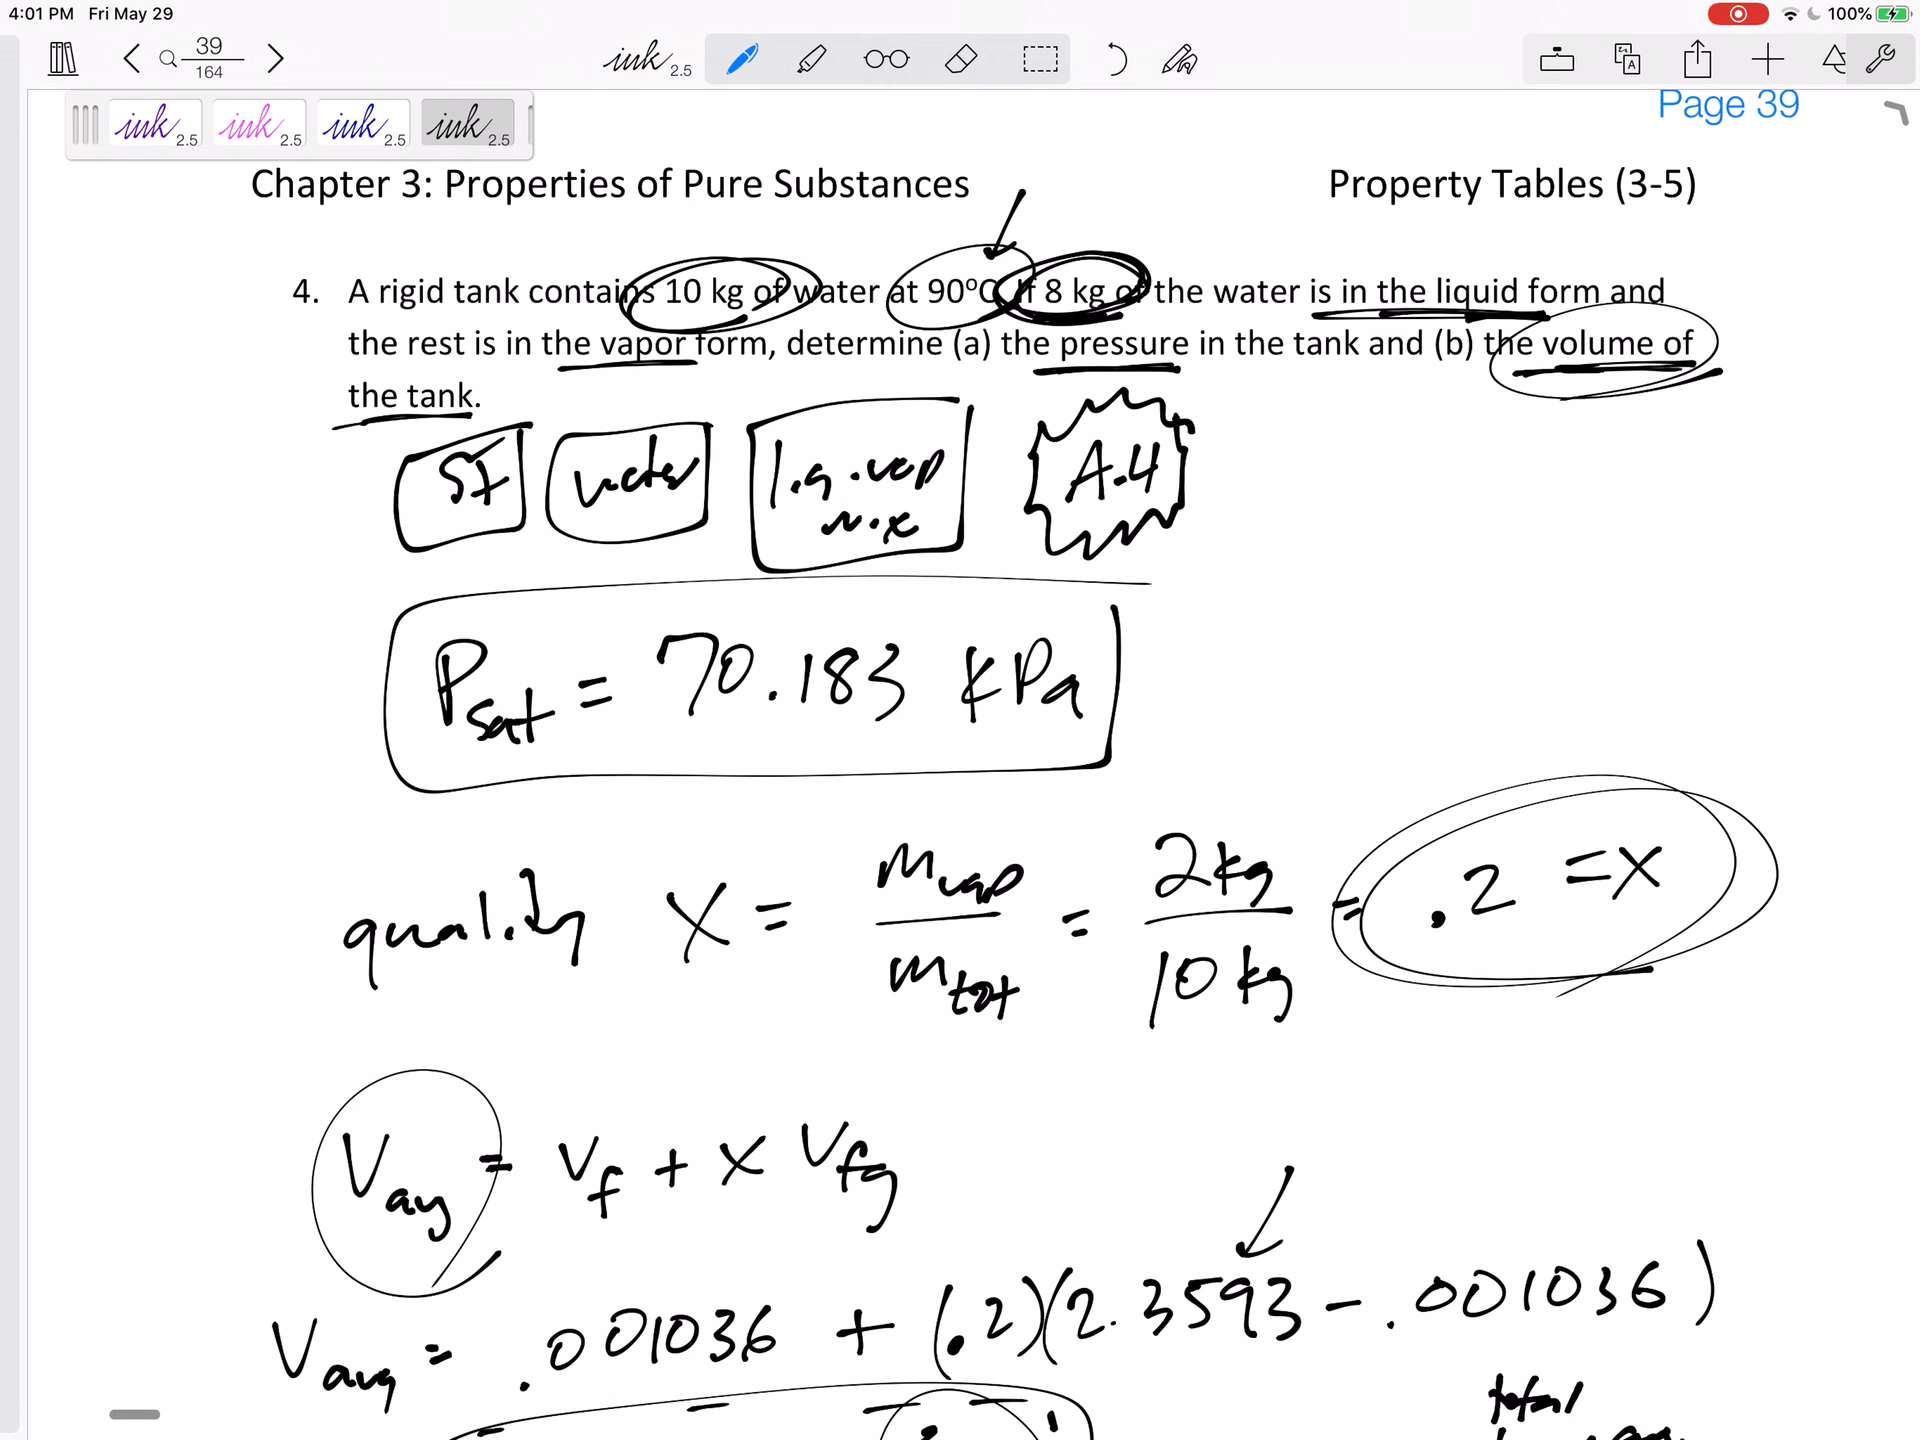 4:01 PM Fri May 29
100%
39
164
ink 2.5
ink 2.5 ink 2.5 ink 2.5 ink 2.5
Page 39
Chapter 3: Properties of Pure Substances
Property Tables (3-5)
4. A rigid tank contains 10 kg of water at 90°C. If 8 kg of the water is in the liquid form and
the rest is in the vapor form, determine (a) the pressure in the tank and (b) the volume of
the tank.
SI water liq.vap A-4
mix
Psat = 70.183 kPa
quality X = mvap / mtot = 2kg / 10kg = .2 = X
Vavg = Vf + X Vfg
Vavg = .001036 + (.2)(2.3593 - .001036)
total